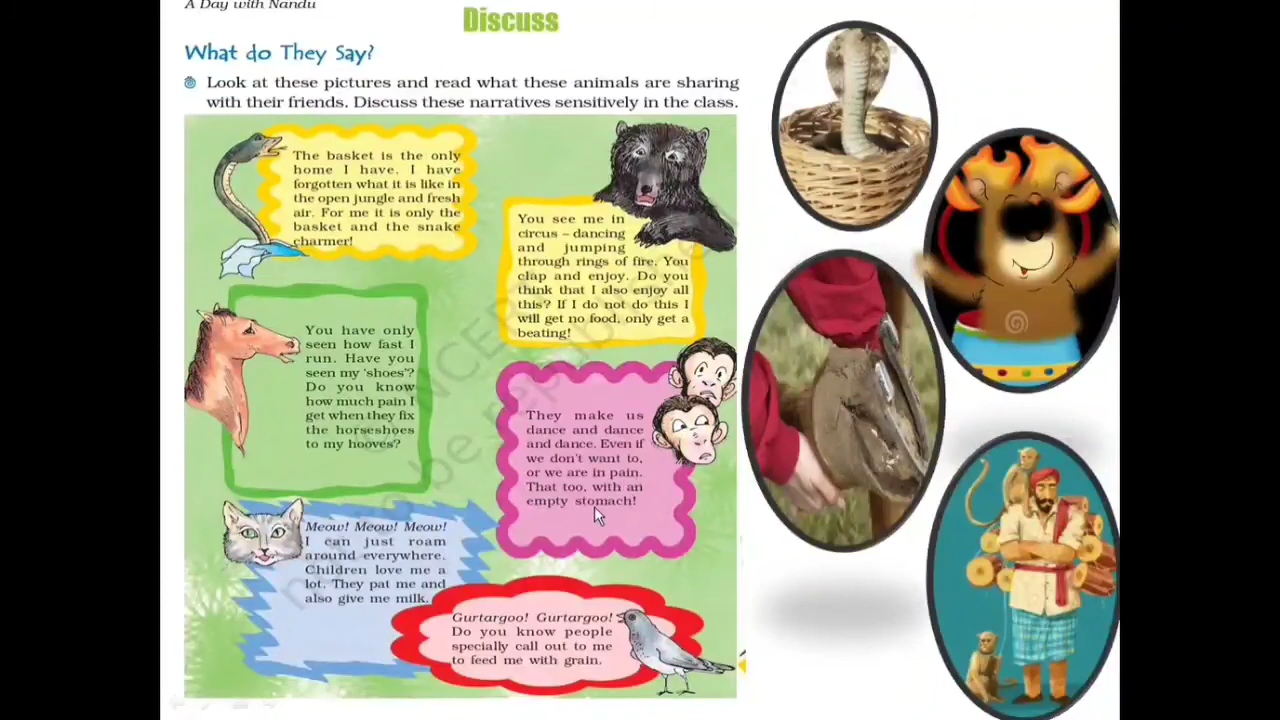 A Day with Nandu
Discuss
What do They Say?
Look at these pictures and read what these animals are sharing
with their friends. Discuss these narratives sensitively in the class.
The basket is the only
home I have. I have
forgotten what it is like in
the open jungle and fresh
air. For me it is only the
basket and the snake
charmer!
You see me in
circus – dancing
and jumping
through rings of fire. You
clap and enjoy. Do you
think that I also enjoy all
this? If I do not do this I
will get no food, only get a
beating!
You have only
seen how fast I
run. Have you
seen my 'shoes'?
Do you know
how much pain I
get when they fix
the horseshoes
to my hooves?
They make us
dance and dance
and dance. Even if
we don't want to,
or we are in pain.
That too, with an
empty stomach!
Meow! Meow! Meow!
I can just roam
around everywhere.
Children love me a
lot. They pat me and
also give me milk.
Gurtargoo! Gurtargoo!
Do you know people
specially call out to me
to feed me with grain.